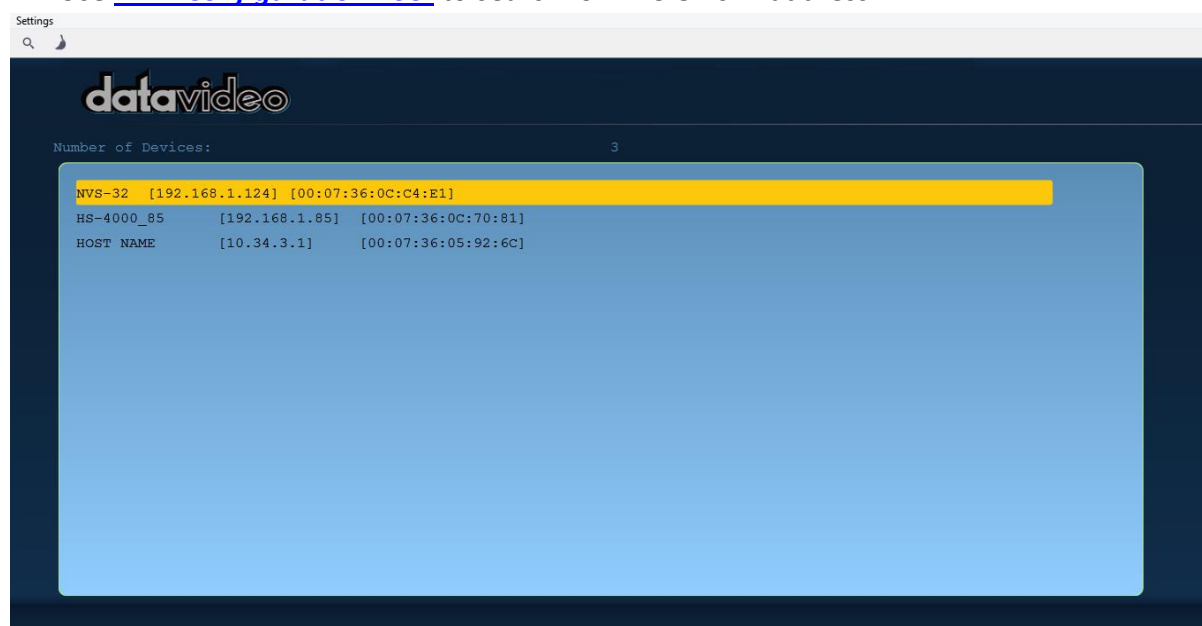 Settings
datavideo
Number of Devices: 3
NVS-32 [192.168.1.124] [00:07:36:0C:C4:E1]
HS-4000_85 [192.168.1.85] [00:07:36:0C:70:81]
HOST NAME [10.34.3.1] [00:07:36:05:92:6C]